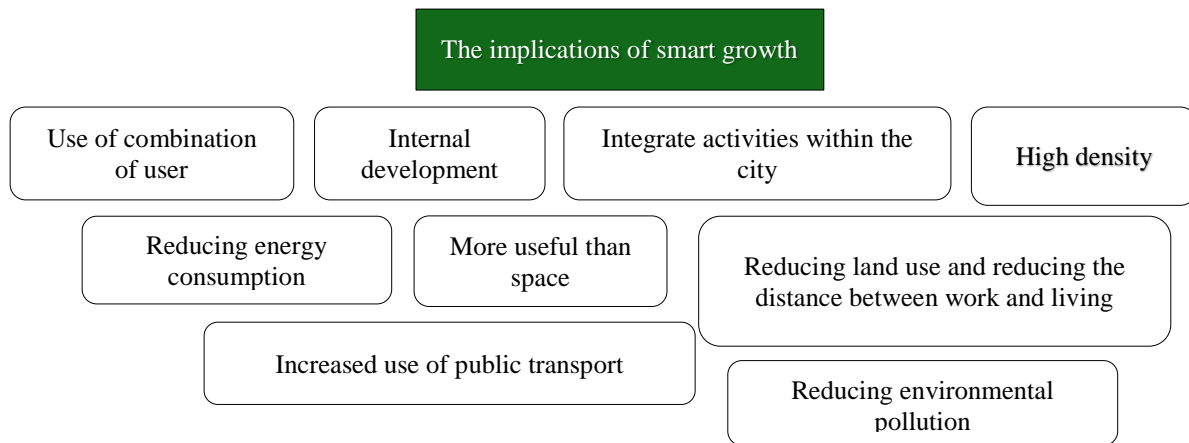 The implications of smart growth
Use of combination
of user
Internal
development
Integrate activities within the
city
High density
Reducing energy
consumption
More useful than
space
Reducing land use and reducing the
distance between work and living
Increased use of public transport
Reducing environmental
pollution